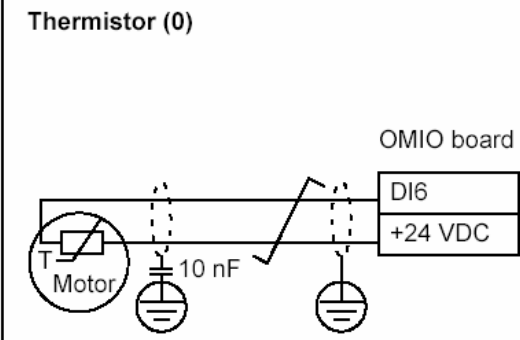 Thermistor (0)
OMIO board
DI6
+24 VDC
T
Motor
10 nF